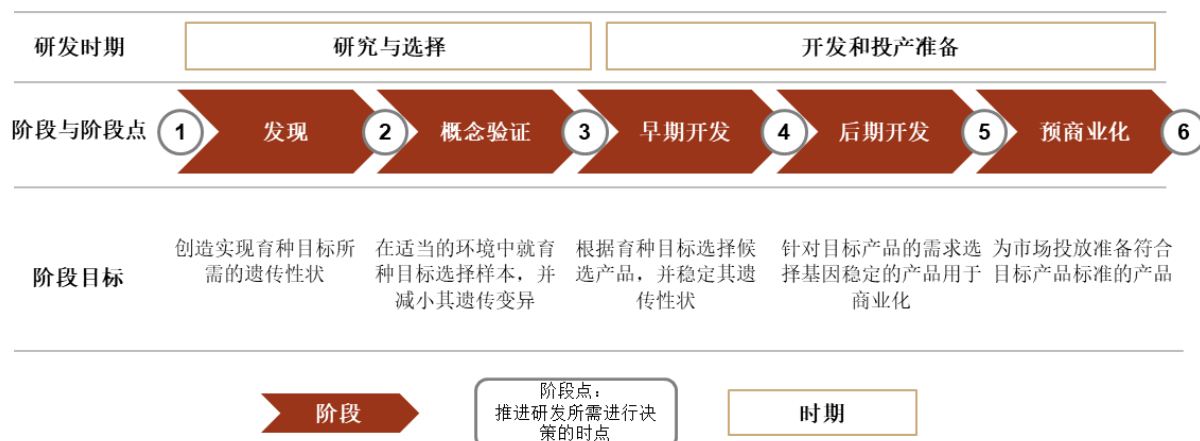 研发时期
研究与选择
开发和投产准备
阶段与阶段点
1
发现
2
概念验证
3
早期开发
4
后期开发
5
预商业化
6
阶段目标
创造实现育种目标所
需的遗传性状
在适当的环境中就育
种目标选择样本，并
减小其遗传变异
根据育种目标选择候
选产品，并稳定其遗
传性状
针对目标产品的需求选
择基因稳定的产品用于
商业化
为市场投放准备符合
目标产品标准的产品
阶段
阶段点：
推进研发所需进行决
策的时点
时期